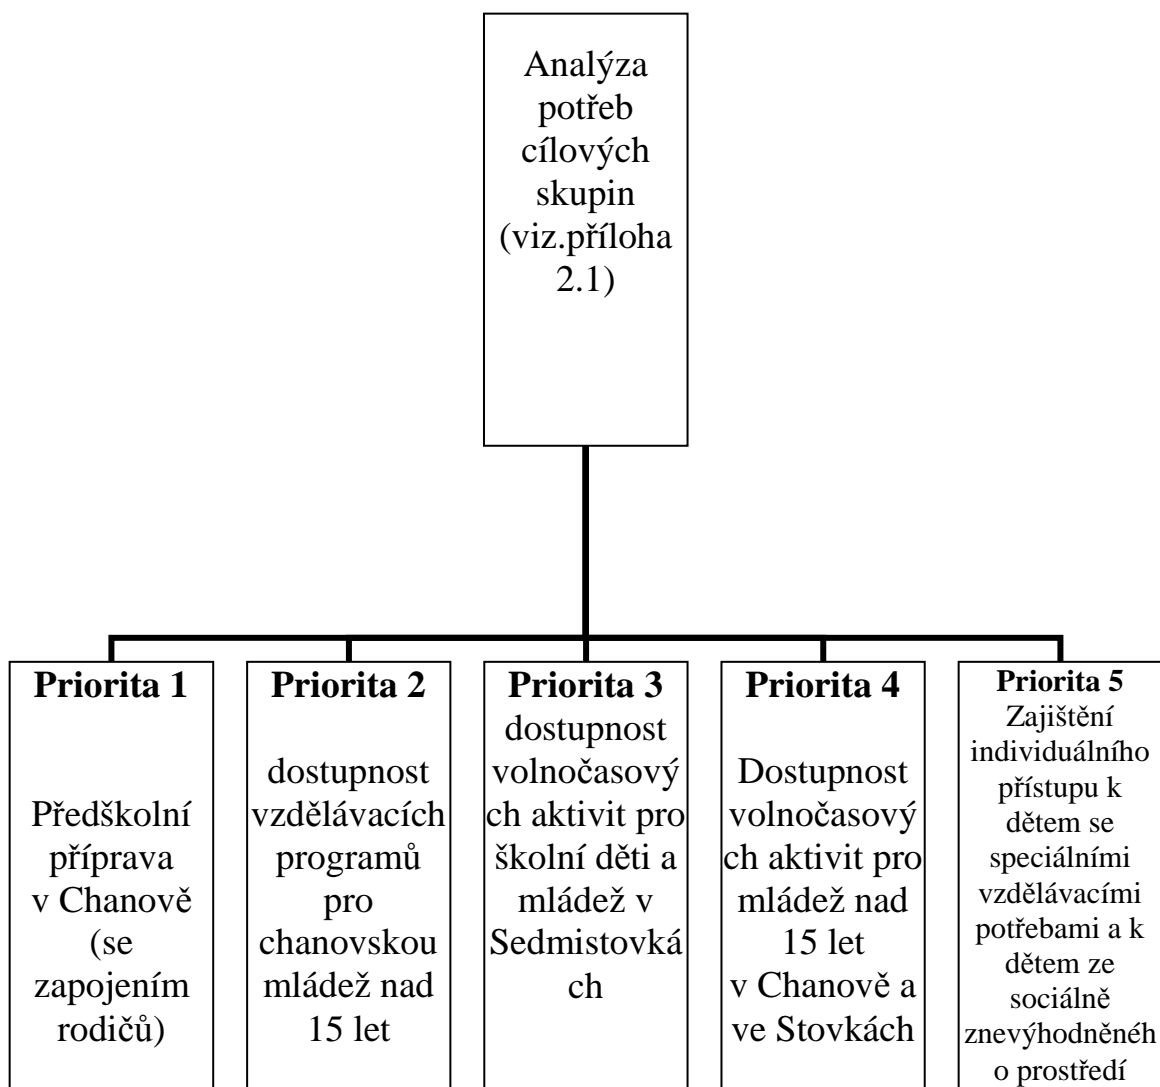 Analýza
potřeb
cílových
skupin
(viz.příloha
2.1)
Priorita 1
Předškolní
příprava
v Chanově
(se
zapojením
rodičů)
Priorita 2
dostupnost
vzdělávacích
programů
pro
chanovskou
mládež nad
15 let
Priorita 3
dostupnost
volnočasový
ch aktivit pro
školní děti a
mládež v
Sedmistovká
ch
Priorita 4
Dostupnost
volnočasový
ch aktivit pro
mládež nad
15 let
v Chanově a
ve Stovkách
Priorita 5
Zajištění
individuálního
přístupu k
dětem se
speciálními
vzdělávacími
potřebami a k
dětem ze
sociálně
znevýhodněnéh
o prostředí